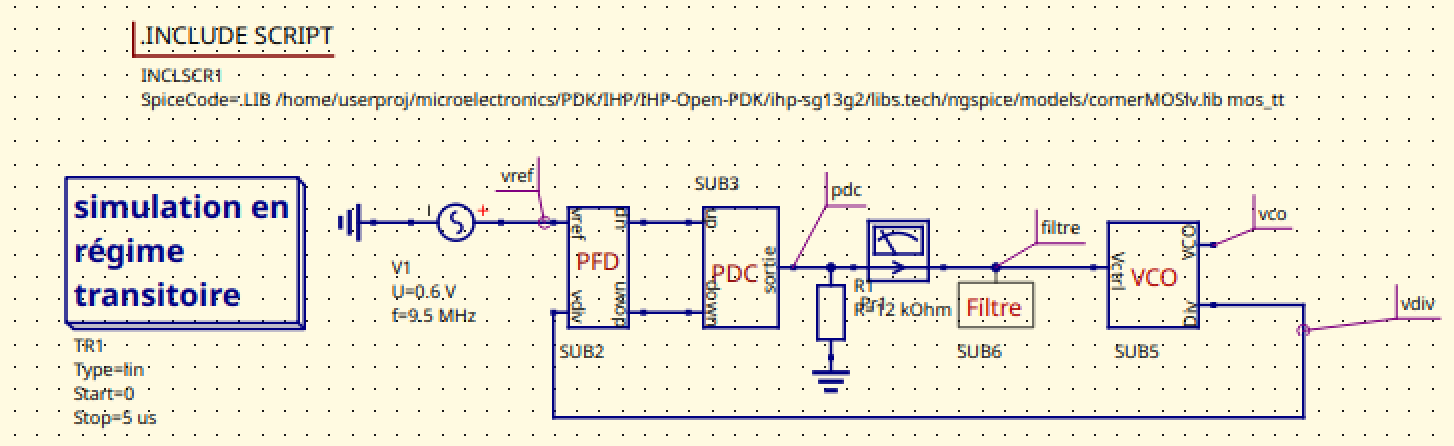 .INCLUDE SCRIPT
INCLSCR1
SpiceCode=.LIB /home/userproj/microelectronics/PDK/IHP/IHP-Open-PDK/ihp-sg13g2/libs.tech/ngspice/models/cornerMOSlv.lib mos_tt
simulation en
régime
transitoire
TR1
Type=lin
Start=0
Stop=5 us
V1
U=0.6 V
f=9.5 MHz
vref
vref
up
PFD
vdiv
down
SUB2
SUB3
up
PDC
down
sortie
pdc
R1
R=12 kOhm
Pr1
filtre
Filtre
SUB6
Vctrl
VCO
VCO
Div
SUB5
vco
vdiv